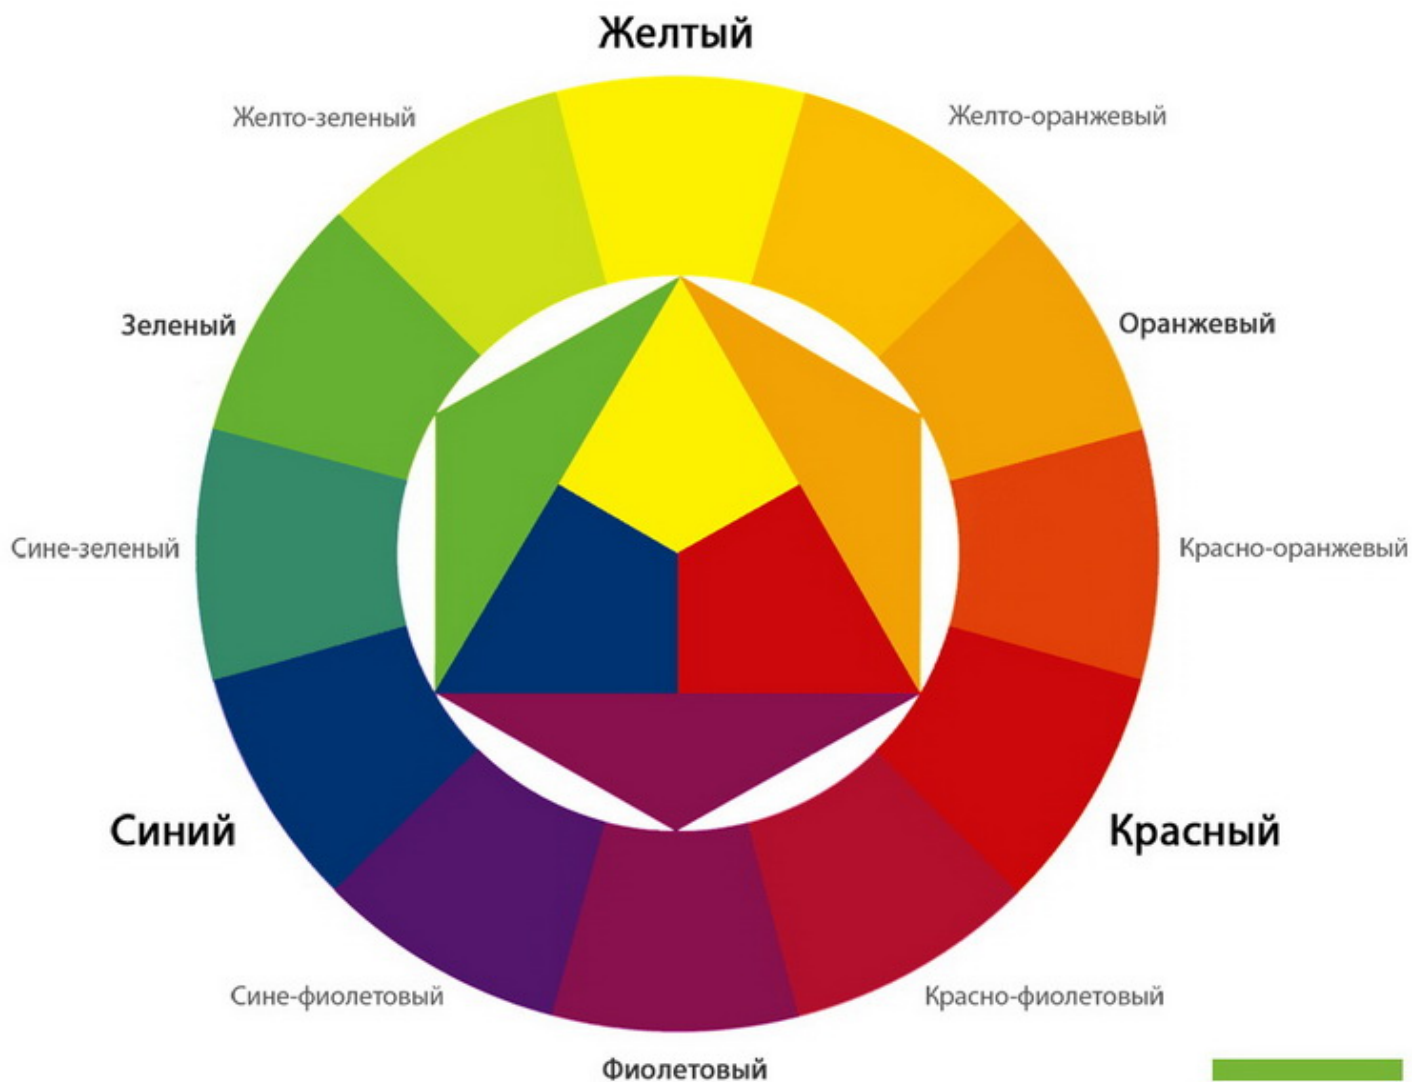 Желтый
Желто-зеленый
Желто-оранжевый
Зеленый
Оранжевый
Сине-зеленый
Красно-оранжевый
Синий
Красный
Сине-фиолетовый
Красно-фиолетовый
Фиолетовый